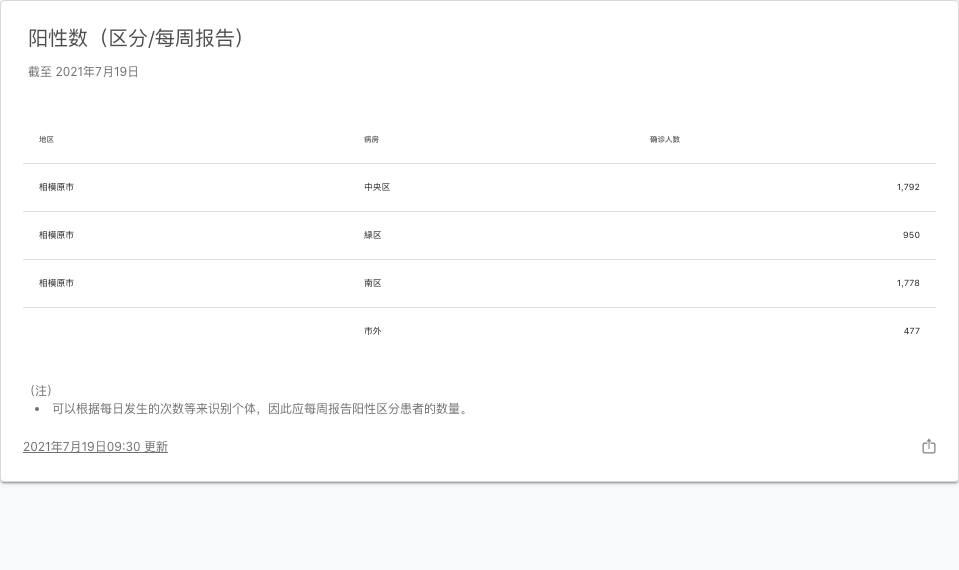 阳性数（区分/每周报告）
截至 2021年7月19日
地区 病房 确诊人数
相模原市 中央区 1,792
相模原市 緑区 950
相模原市 南区 1,778
市外 477
（注）
• 可以根据每日发生的次数等来识别个体，因此应每周报告阳性区分患者的数量。
2021年7月19日09:30 更新